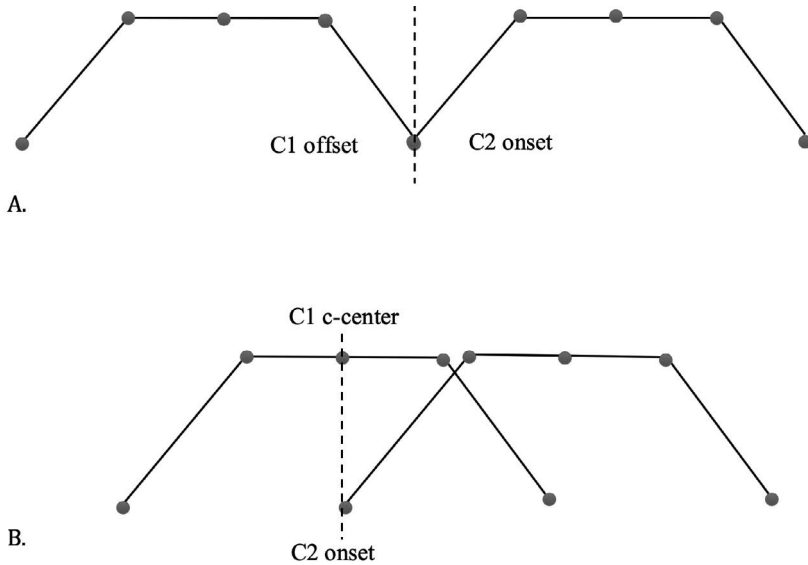 C1 offset
C2 onset
A.
C1 c-center
C2 onset
B.